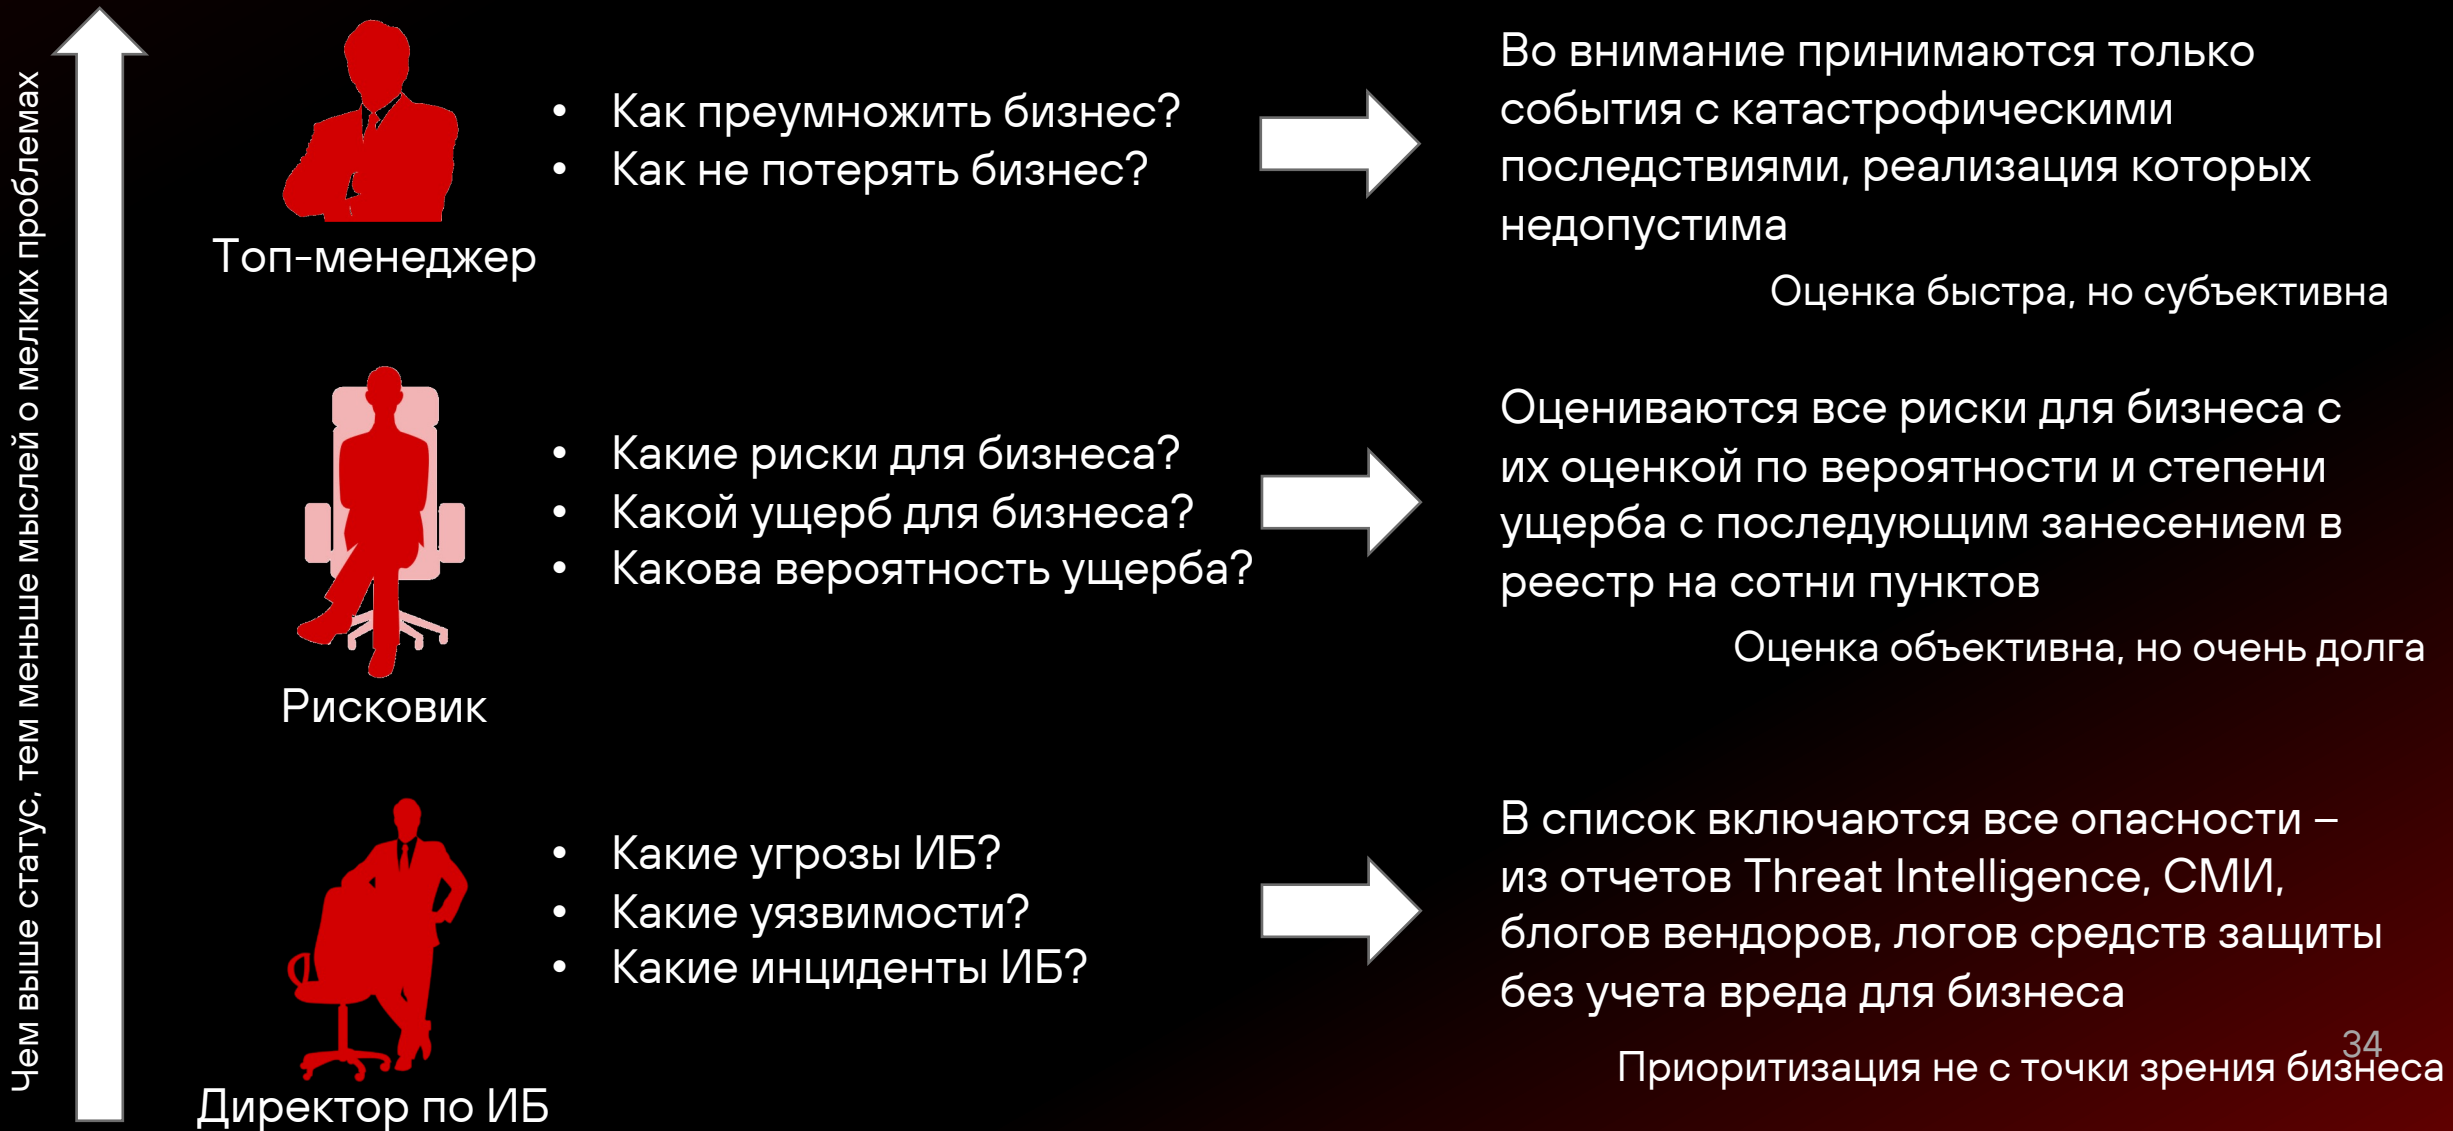 Чем выше статус, тем меньше мыслей о мелких проблемах
Топ-менеджер
• Как преумножить бизнес?
• Как не потерять бизнес?
Во внимание принимаются только
события с катастрофическими
последствиями, реализация которых
недопустима
Оценка быстра, но субъективна
Рисковик
• Какие риски для бизнеса?
• Какой ущерб для бизнеса?
• Какова вероятность ущерба?
Оцениваются все риски для бизнеса с
их оценкой по вероятности и степени
ущерба с последующим занесением в
реестр на сотни пунктов
Оценка объективна, но очень долга
Директор по ИБ
• Какие угрозы ИБ?
• Какие уязвимости?
• Какие инциденты ИБ?
В список включаются все опасности –
из отчетов Threat Intelligence, СМИ,
блогов вендоров, логов средств защиты
без учета вреда для бизнеса
34
Приоритизация не с точки зрения бизнеса